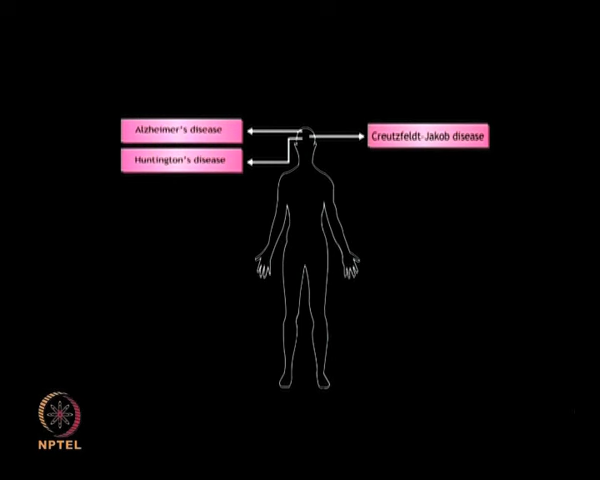 Alzheimer's disease
Huntington's disease
Creutzfeldt-Jakob disease
NPTEL